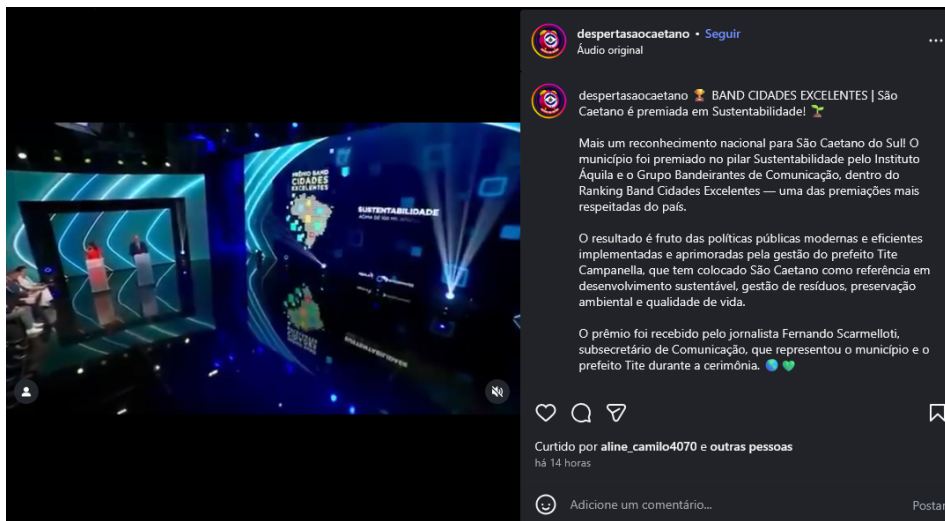 despertasaocaetano • Seguir
Áudio original
despertasaocaetano 🏆 BAND CIDADES EXCELENTES | São
Caetano é premiada em Sustentabilidade! 🌱
Mais um reconhecimento nacional para São Caetano do Sul! O
município foi premiado no pilar Sustentabilidade pelo Instituto
Áquila e o Grupo Bandeirantes de Comunicação, dentro do
Ranking Band Cidades Excelentes — uma das premiações mais
respeitadas do país.
O resultado é fruto das políticas públicas modernas e eficientes
implementadas e aprimoradas pela gestão do prefeito Tite
Campanella, que tem colocado São Caetano como referência em
desenvolvimento sustentável, gestão de resíduos, preservação
ambiental e qualidade de vida.
O prêmio foi recebido pelo jornalista Fernando Scarmelloti,
subsecretário de Comunicação, que representou o município e o
prefeito Tite durante a cerimônia. 🌎 💚
Curtido por aline_camilo4070 e outras pessoas
há 14 horas
Adicione um comentário...
Postar
PRÊMIO BAND
CIDADES
EXCELENTES
SUSTENTABILIDADE
ACIMA DE 100 MIL